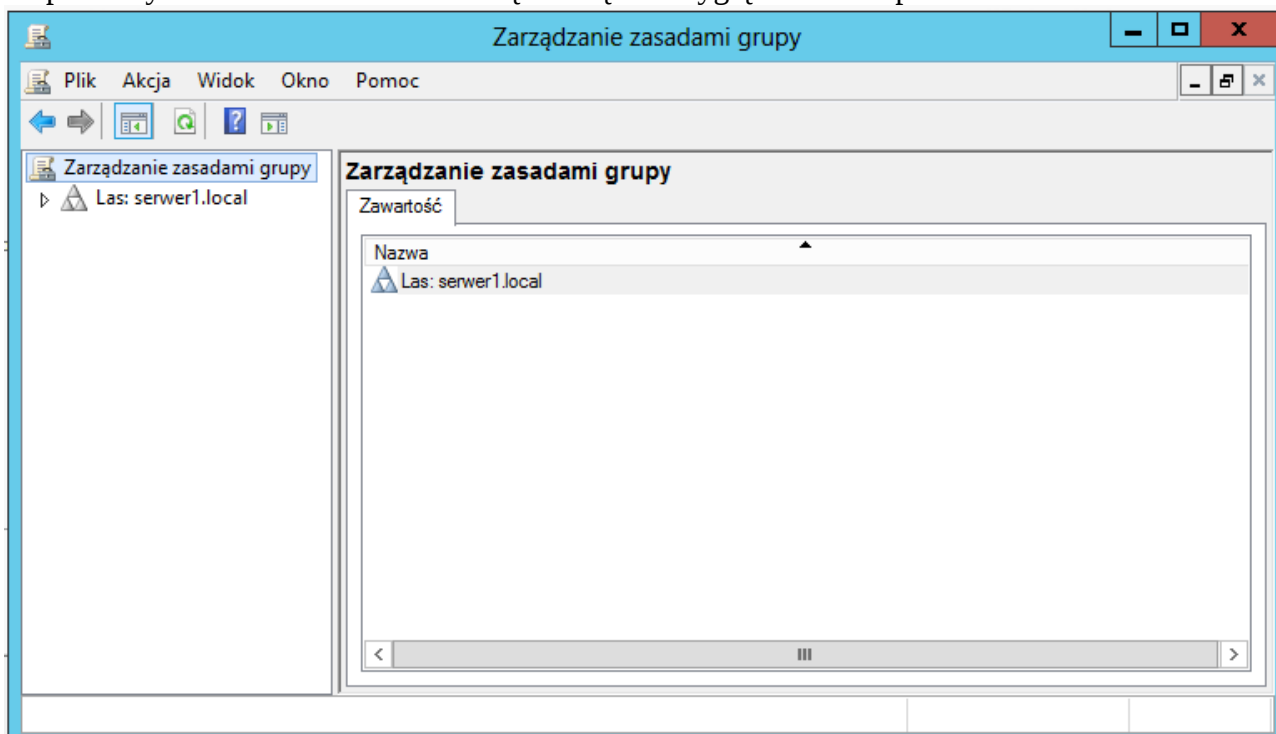 Zarządzanie zasadami grupy
Plik Akcja Widok Okno Pomoc
Zarządzanie zasadami grupy
Las: serwer1.local
Zarządzanie zasadami grupy
Zawartość
Nazwa
Las: serwer1.local